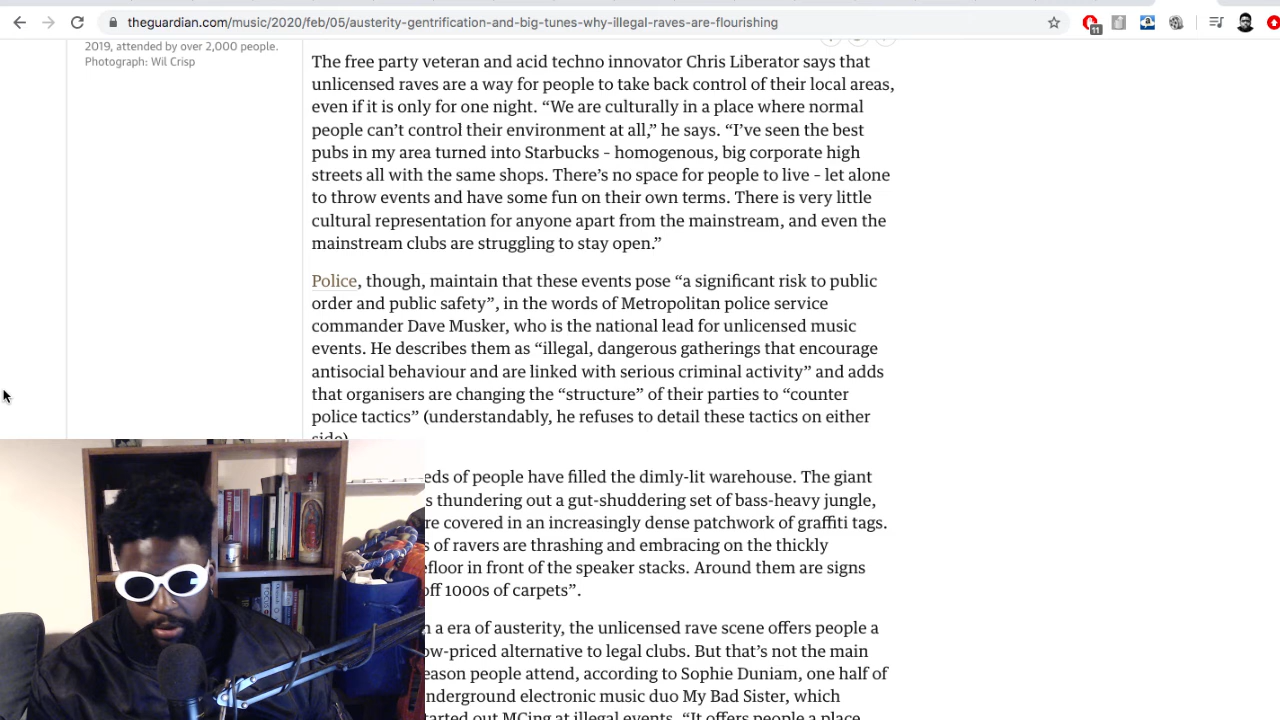 theguardian.com/music/2020/feb/05/austerity-gentrification-and-big-tunes-why-illegal-raves-are-flourishing
11
2019, attended by over 2,000 people.
Photograph: Wil Crisp
The free party veteran and acid techno innovator Chris Liberator says that
unlicensed raves are a way for people to take back control of their local areas,
even if it is only for one night. “We are culturally in a place where normal
people can’t control their environment at all,” he says. “I’ve seen the best
pubs in my area turned into Starbucks – homogenous, big corporate high
streets all with the same shops. There’s no space for people to live – let alone
to throw events and have some fun on their own terms. There is very little
cultural representation for anyone apart from the mainstream, and even the
mainstream clubs are struggling to stay open.”
Police, though, maintain that these events pose “a significant risk to public
order and public safety”, in the words of Metropolitan police service
commander Dave Musker, who is the national lead for unlicensed music
events. He describes them as “illegal, dangerous gatherings that encourage
antisocial behaviour and are linked with serious criminal activity” and adds
that organisers are changing the “structure” of their parties to “counter
police tactics” (understandably, he refuses to detail these tactics on either
side).
eds of people have filled the dimly-lit warehouse. The giant
s thundering out a gut-shuddering set of bass-heavy jungle,
re covered in an increasingly dense patchwork of graffiti tags.
s of ravers are thrashing and embracing on the thickly
efloor in front of the speaker stacks. Around them are signs
off 1000s of carpets”.
n a era of austerity, the unlicensed rave scene offers people a
ow-priced alternative to legal clubs. But that’s not the main
eason people attend, according to Sophie Duniam, one half of
nderground electronic music duo My Bad Sister, which
tarted out MCing at illegal events. “It offers people a place